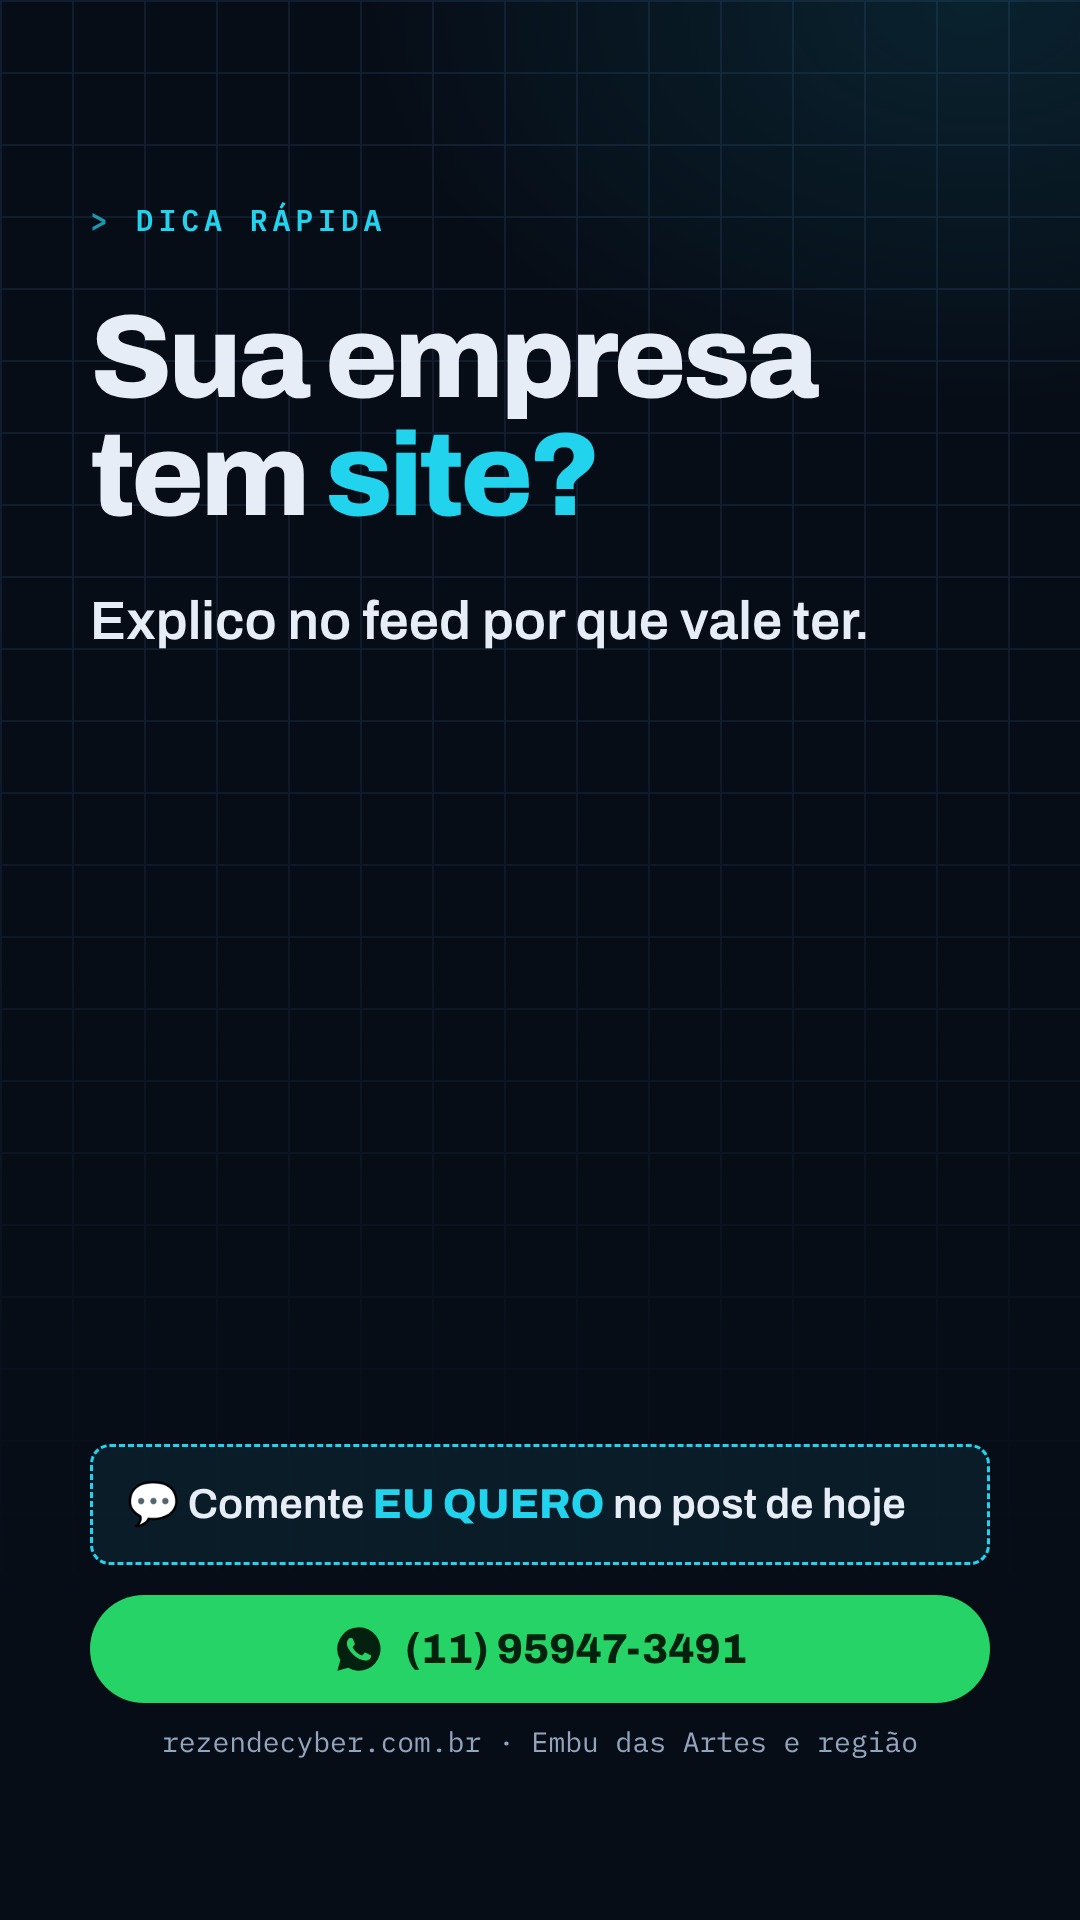 > DICA RÁPIDA
Sua empresa
tem site?
Explico no feed por que vale ter.
💬 Comente EU QUERO no post de hoje
(11) 95947-3491
rezendecyber.com.br · Embu das Artes e região